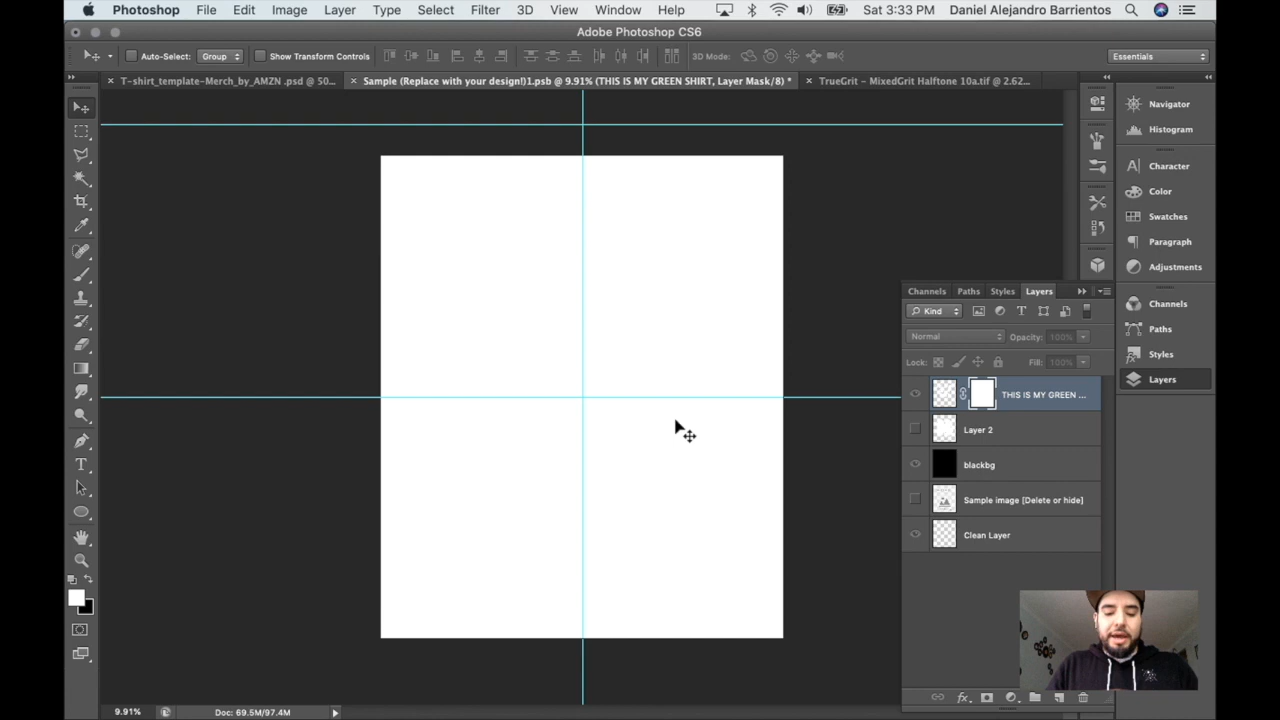 Photoshop File Edit Image Layer Type Select Filter 3D View Window Help Sat 3:33 PM Daniel Alejandro Barrientos
Adobe Photoshop CS6
Auto-Select: Group Show Transform Controls 3D Mode: Essentials
T-shirt_template-Merch_by_AMZN .psd @ 50... Sample (Replace with your design!)1.psb @ 9.91% (THIS IS MY GREEN SHIRT, Layer Mask/8) * TrueGrit - MixedGrit Halftone 10a.tif @ 2.62...
Navigator
Histogram
Character
Color
Swatches
Paragraph
Adjustments
Channels
Paths
Styles
Layers
Channels Paths Styles Layers
Kind
Normal Opacity: 100%
Lock: Fill: 100%
THIS IS MY GREEN ...
Layer 2
blackbg
Sample image [Delete or hide]
Clean Layer
9.91% Doc: 69.5M/97.4M